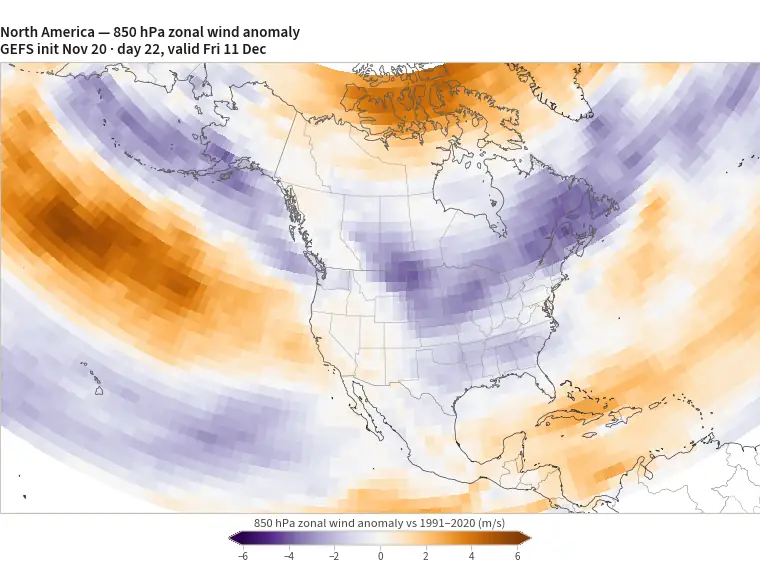 North America — 850 hPa zonal wind anomaly
GEFS init Nov 20 · day 22, valid Fri 11 Dec
850 hPa zonal wind anomaly vs 1991–2020 (m/s)
−6 −4 −2 0 2 4 6